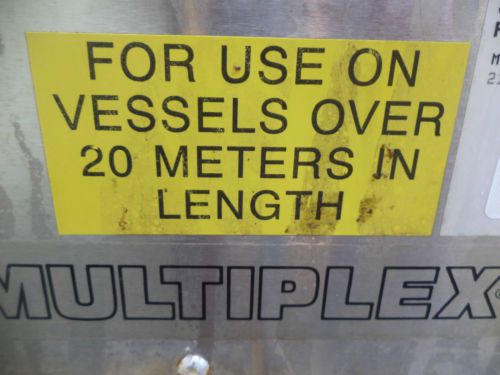 FOR USE ON
VESSELS OVER
20 METERS IN
LENGTH
MULTIPLEX